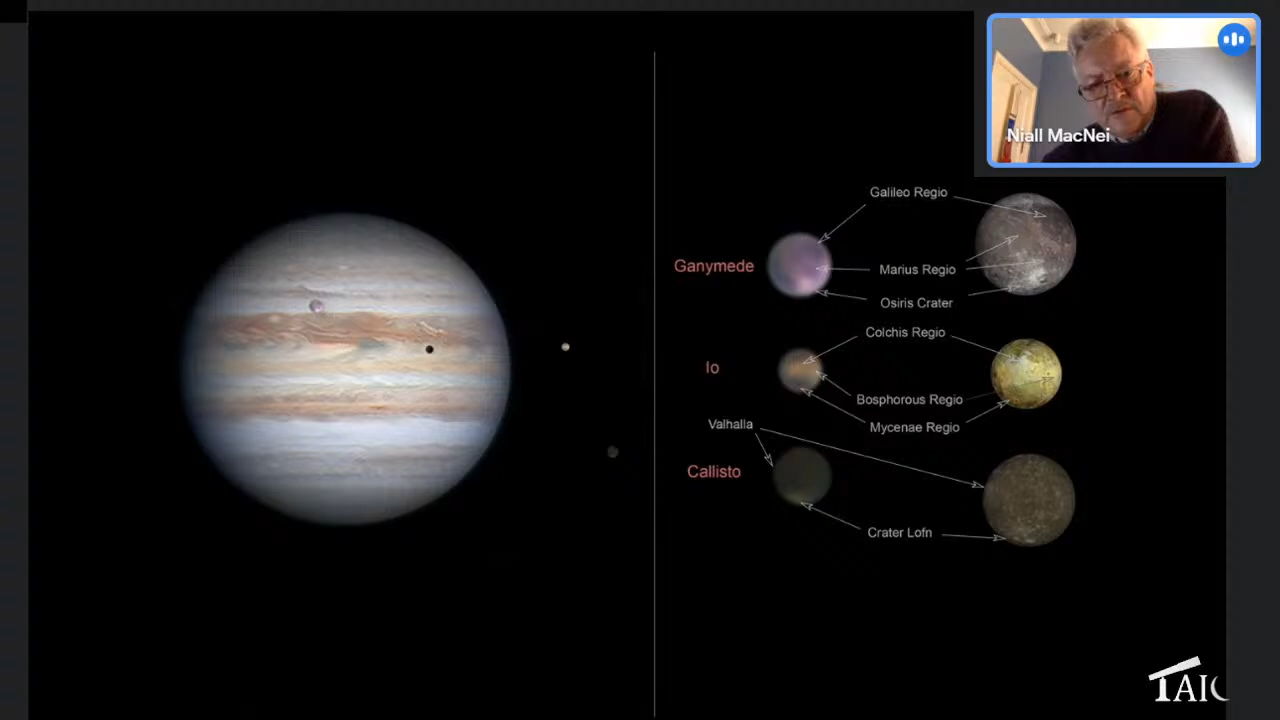 Niall MacNei
Galileo Regio
Ganymede
Marius Regio
Osiris Crater
Colchis Regio
Io
Bosphorous Regio
Mycenae Regio
Valhalla
Callisto
Crater Lofn
TAIC